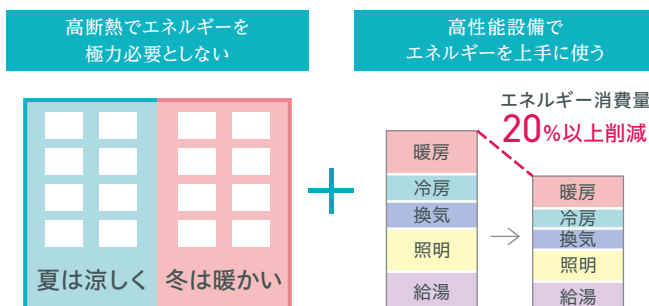 高断熱でエネルギーを
極力必要としない
夏は涼しく
冬は暖かい
+
高性能設備で
エネルギーを上手に使う
エネルギー消費量
20%以上削減
暖房
冷房
換気
照明
給湯
→
暖房
冷房
換気
照明
給湯